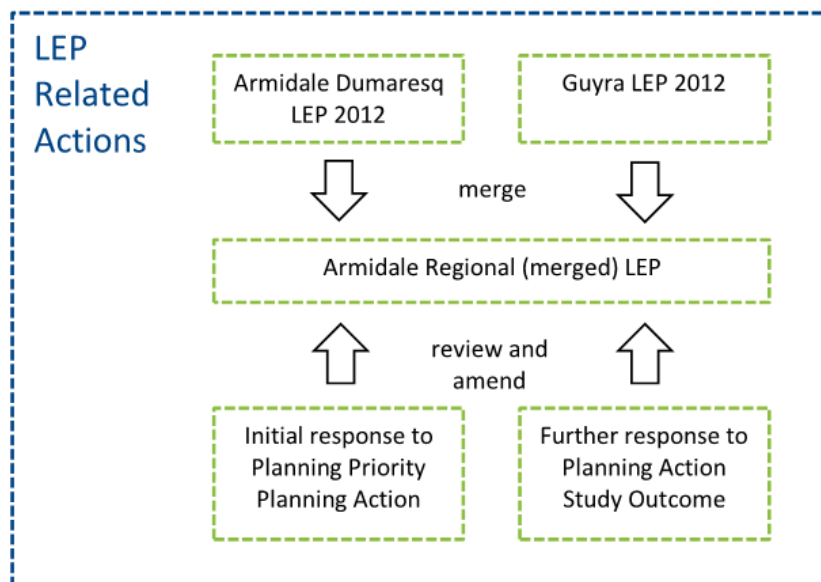 LEP
Related
Actions
Armidale Dumaresq
LEP 2012
Guyra LEP 2012
merge
Armidale Regional (merged) LEP
review and
amend
Initial response to
Planning Priority
Planning Action
Further response to
Planning Action
Study Outcome